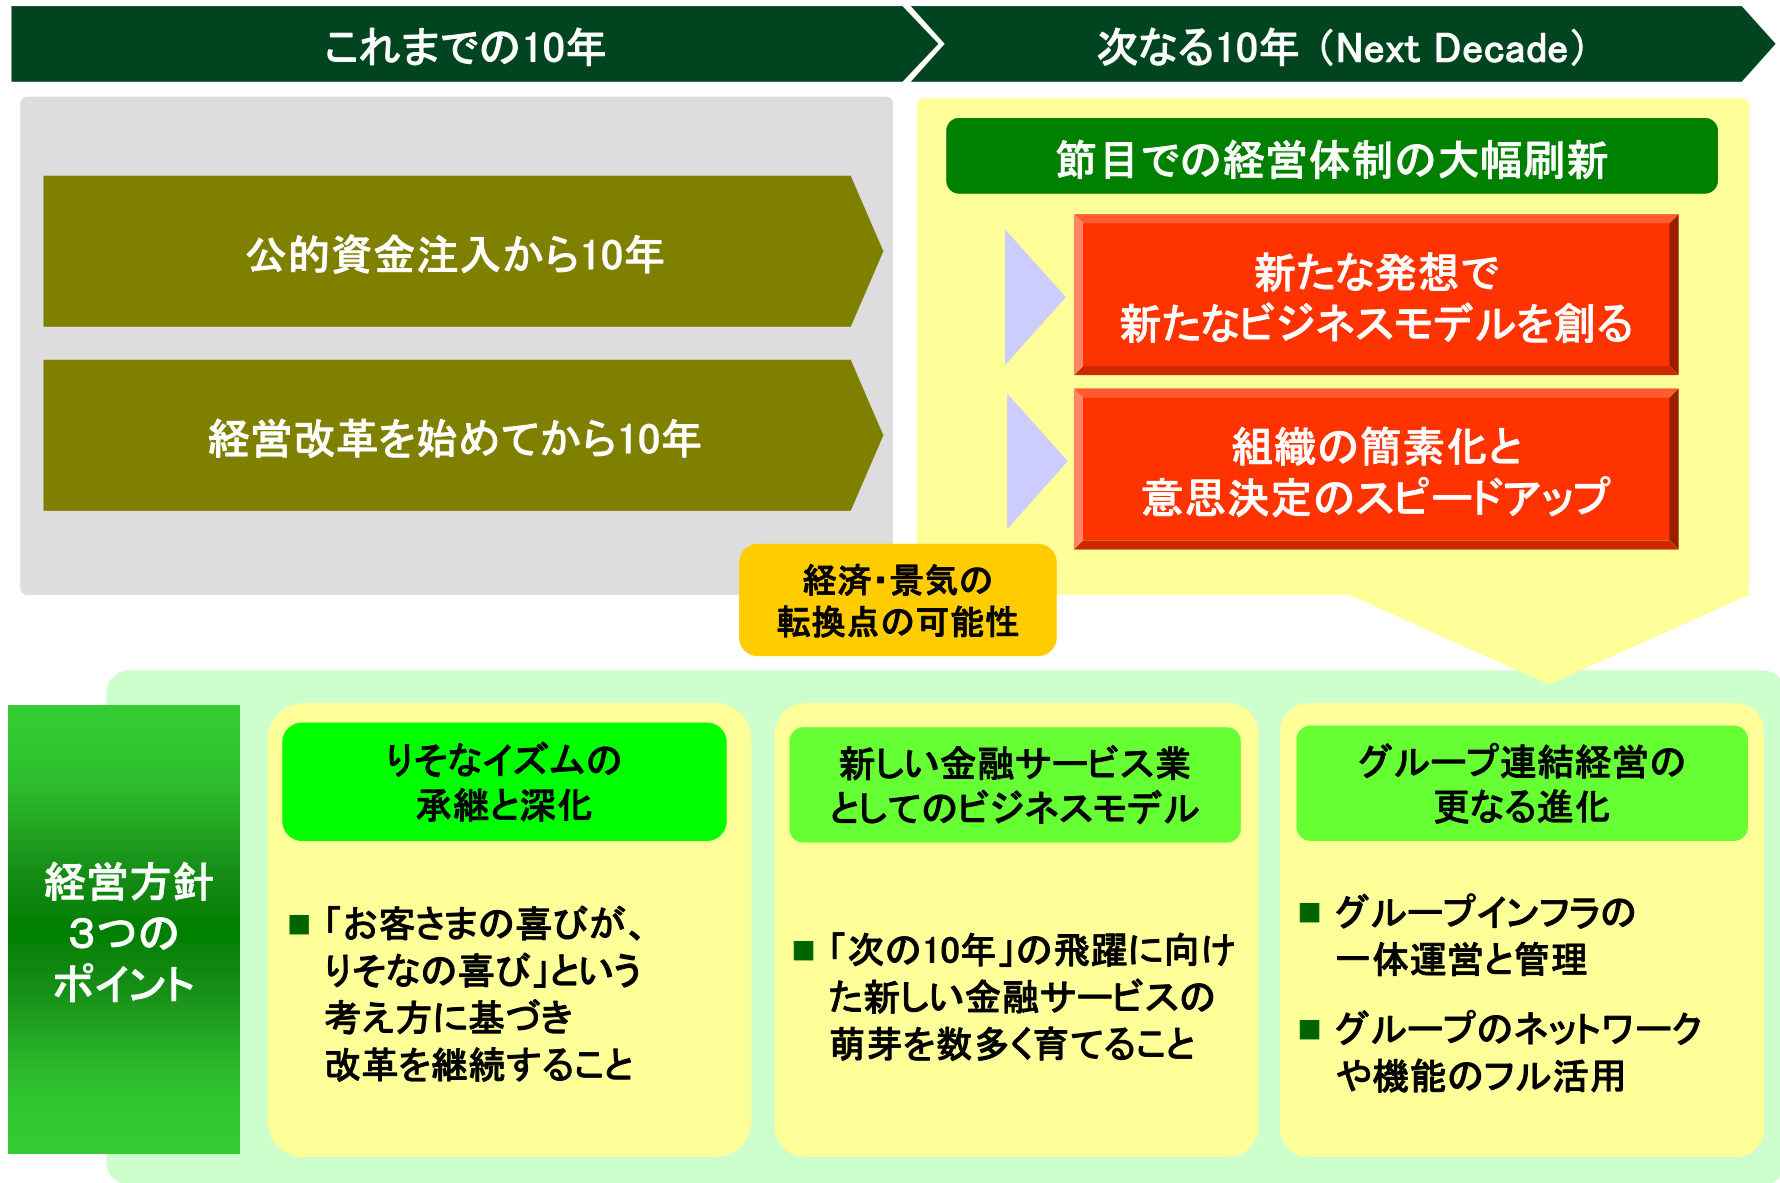 これまでの10年
次なる10年（Next Decade）
公的資金注入から10年
経営改革を始めてから10年
節目での経営体制の大幅刷新
新たな発想で
新たなビジネスモデルを創る
組織の簡素化と
意思決定のスピードアップ
経済・景気の
転換点の可能性
経営方針
３つの
ポイント
りそなイズムの
承継と深化
■「お客さまの喜びが、
りそなの喜び」という
考え方に基づき
改革を継続すること
新しい金融サービス業
としてのビジネスモデル
■「次の10年」の飛躍に向け
た新しい金融サービスの
萌芽を数多く育てること
グループ連結経営の
更なる進化
■ グループインフラの
一体運営と管理
■ グループのネットワーク
や機能のフル活用